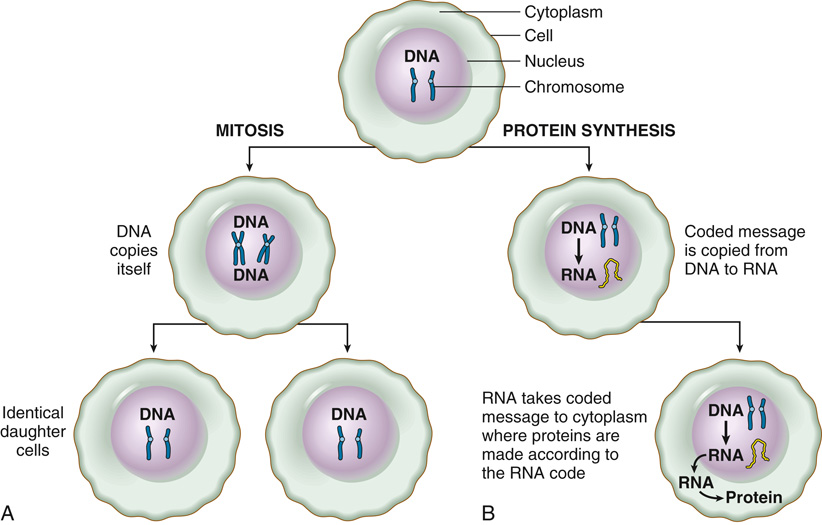 Cytoplasm
Cell
Nucleus
Chromosome
DNA
MITOSIS
PROTEIN SYNTHESIS
DNA
copies
itself
DNA
DNA
DNA
RNA
Coded message
is copied from
DNA to RNA
Identical
daughter
cells
DNA
DNA
RNA takes coded
message to cytoplasm
where proteins are
made according to
the RNA code
DNA
RNA
RNA
Protein
A
B